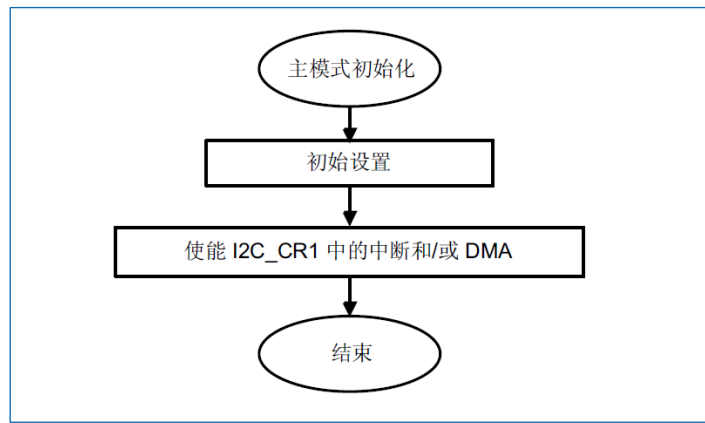 主模式初始化
初始设置
使能 I2C_CR1 中的中断和/或 DMA
结束